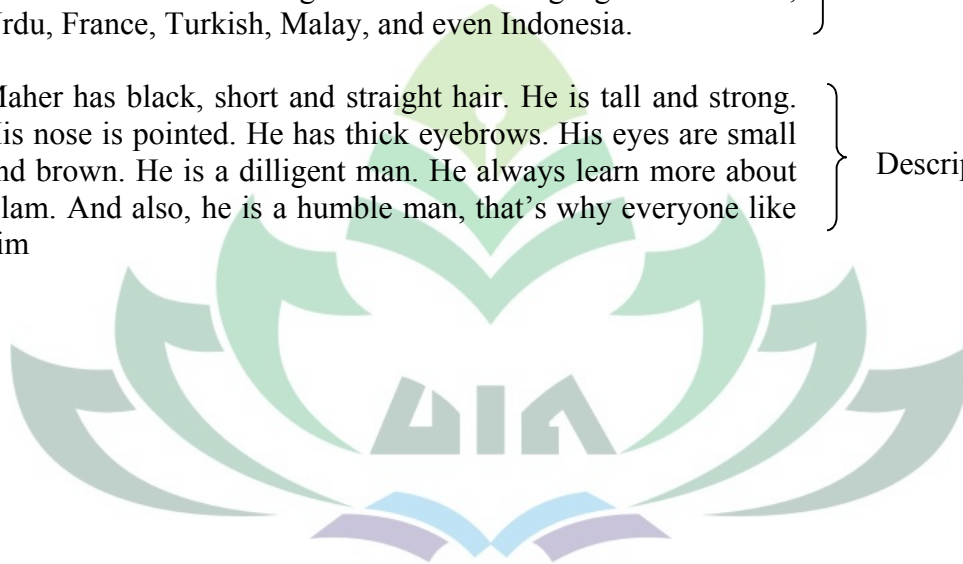 Urdu, France, Turkish, Malay, and even Indonesia.
Maher has black, short and straight hair. He is tall and strong.
His nose is pointed. He has thick eyebrows. His eyes are small
and brown. He is a dilligent man. He always learn more about
Islam. And also, he is a humble man, that's why everyone like
him
Descrip
UIN